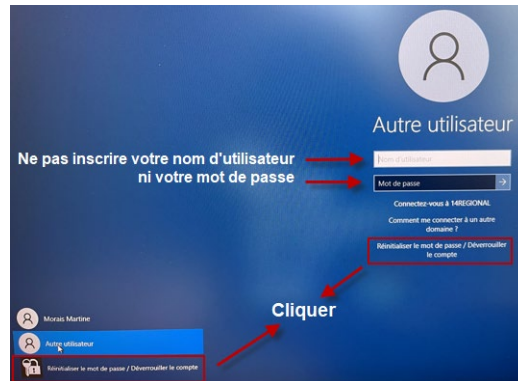 Autre utilisateur
Ne pas inscrire votre nom d'utilisateur
ni votre mot de passe
Nom d'utilisateur
Mot de passe
Connectez-vous à 14REGIONAL
Comment me connecter à un autre
domaine ?
Réinitialiser le mot de passe / Déverrouiller
le compte
Cliquer
Morais Martine
Autre utilisateur
Réinitialiser le mot de passe / Déverrouiller le compte